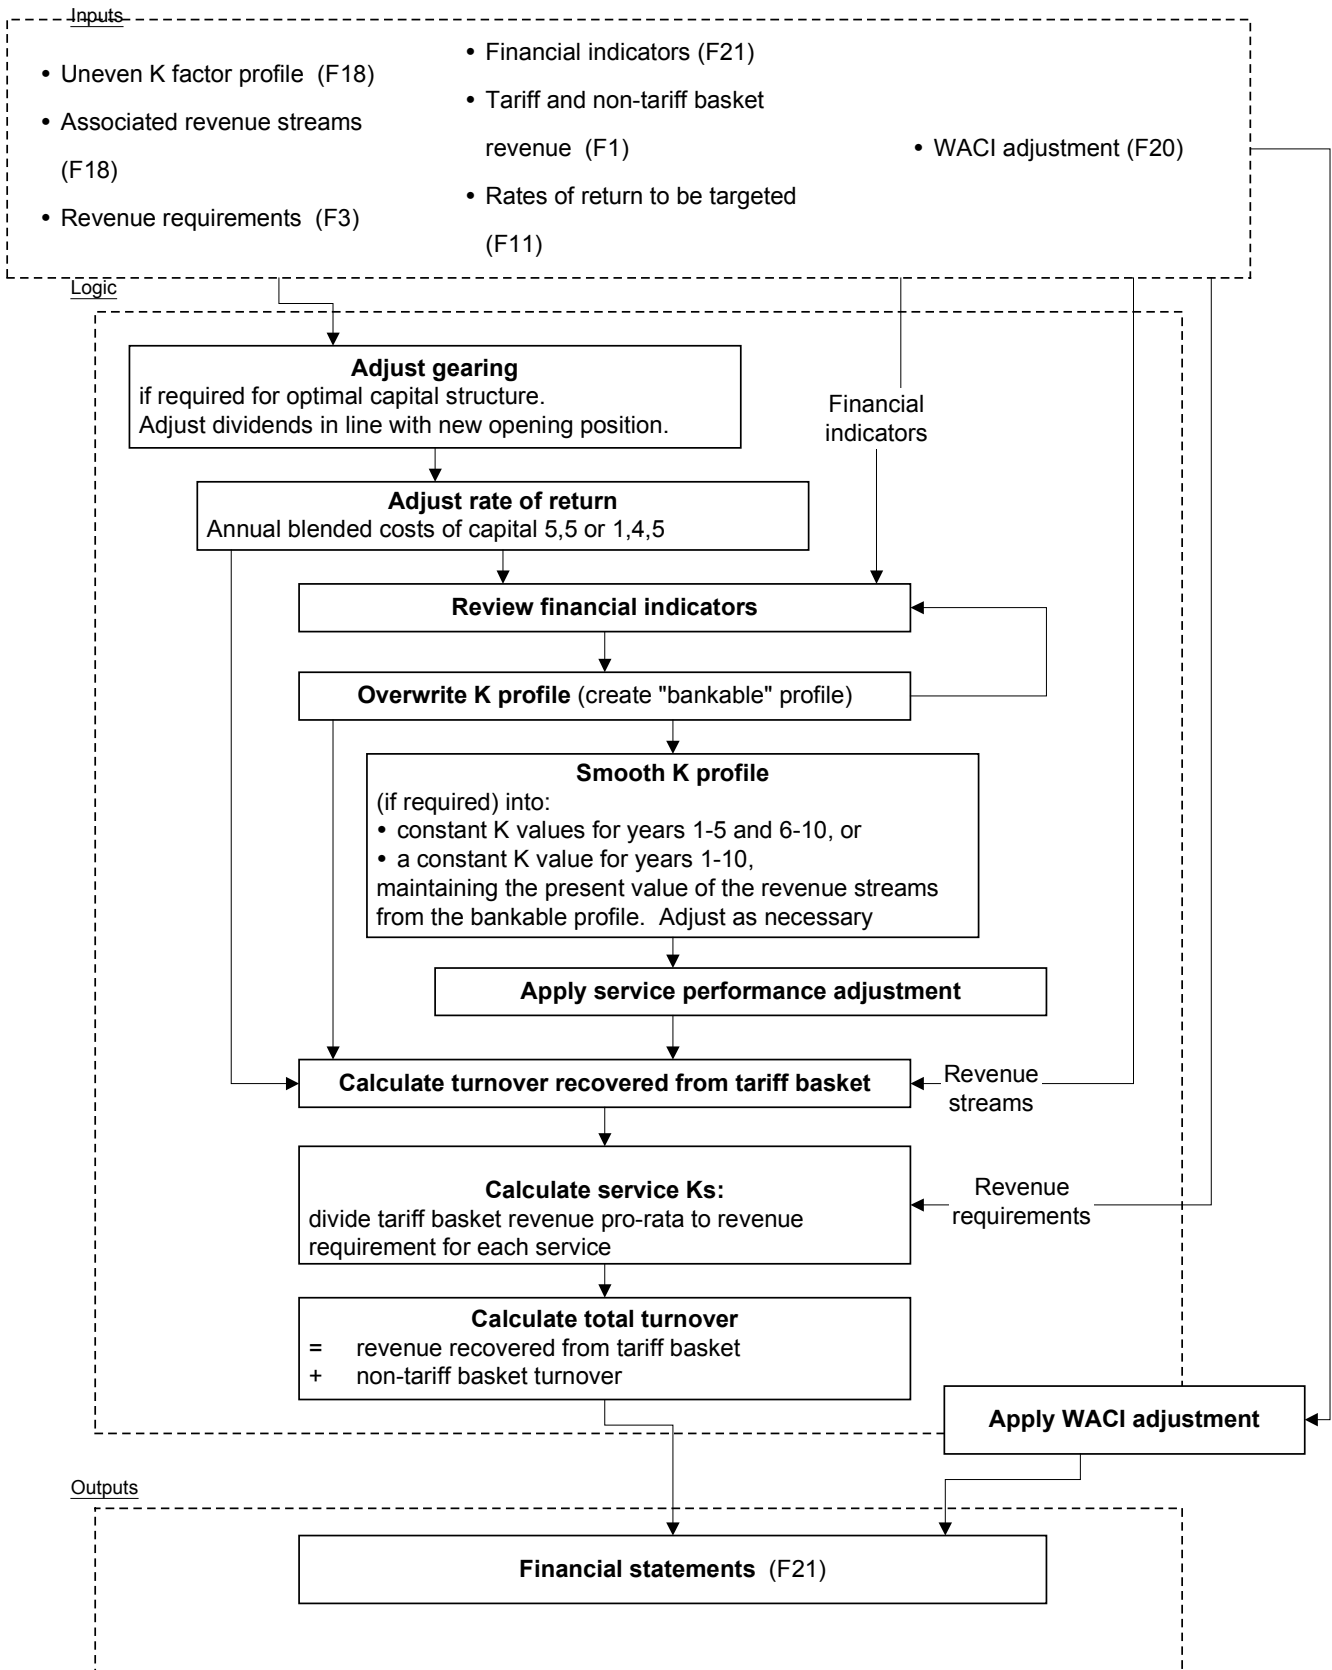 Inputs
• Uneven K factor profile (F18)
• Associated revenue streams
(F18)
• Revenue requirements (F3)
• Financial indicators (F21)
• Tariff and non-tariff basket
revenue (F1)
• Rates of return to be targeted
(F11)
• WACI adjustment (F20)
Logic
Adjust gearing
if required for optimal capital structure.
Adjust dividends in line with new opening position.
Financial
indicators
Adjust rate of return
Annual blended costs of capital 5,5 or 1,4,5
Review financial indicators
Overwrite K profile (create "bankable" profile)
Smooth K profile
(if required) into:
• constant K values for years 1-5 and 6-10, or
• a constant K value for years 1-10,
maintaining the present value of the revenue streams
from the bankable profile. Adjust as necessary
Apply service performance adjustment
Calculate turnover recovered from tariff basket
Revenue
streams
Calculate service Ks:
divide tariff basket revenue pro-rata to revenue
requirement for each service
Revenue
requirements
Calculate total turnover
= revenue recovered from tariff basket
+ non-tariff basket turnover
Apply WACI adjustment
Outputs
Financial statements (F21)